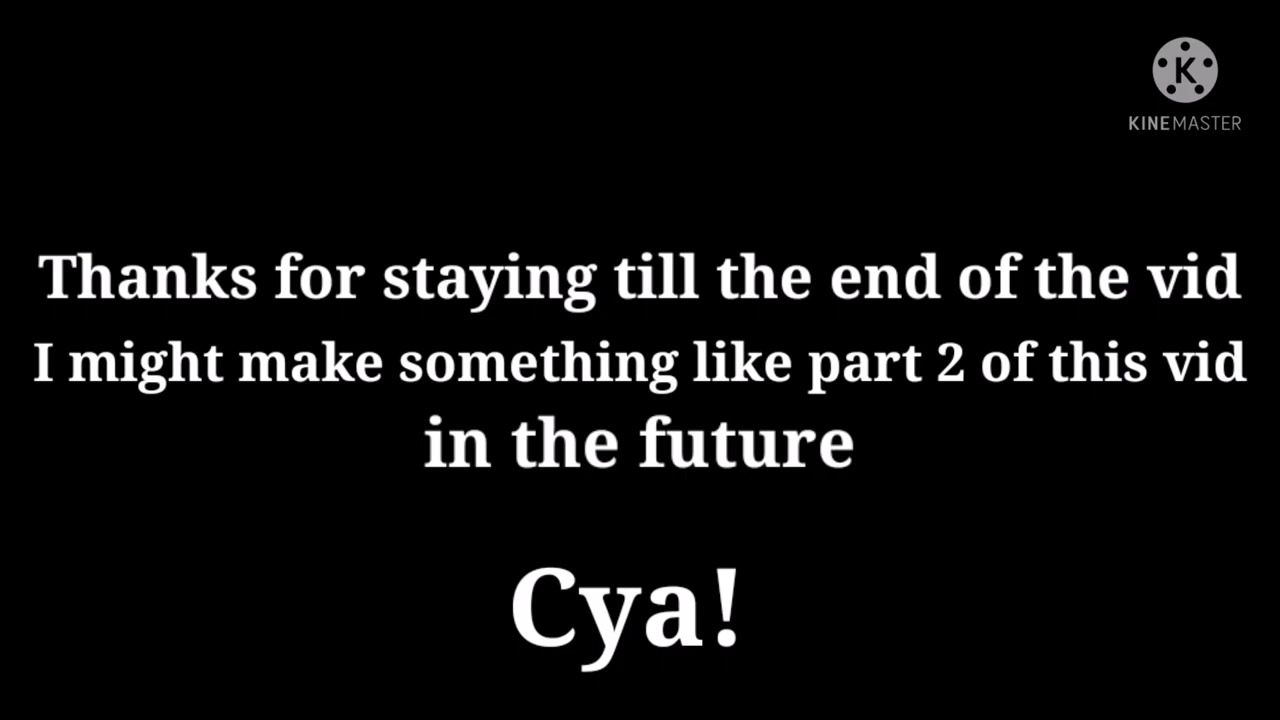 K
KINEMASTER
Thanks for staying till the end of the vid
I might make something like part 2 of this vid
in the future
Cya!